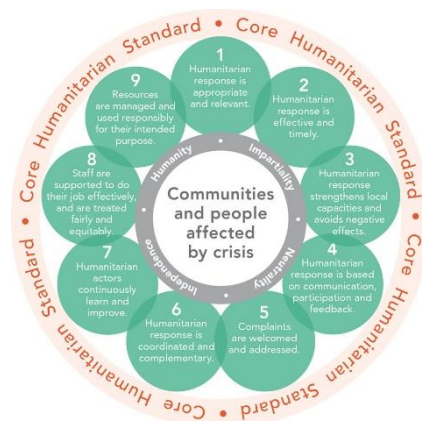 Core Humanitarian Standard • Core Humanitarian Standard • Core Humanitarian Standard • Core Humanitarian Standard •
1
Humanitarian
response is
appropriate
and relevant.
2
Humanitarian
response is
effective and
timely.
3
Humanitarian
response
strengthens local
capacities and
avoids negative
effects.
4
Humanitarian
response is based
on communication,
participation and
feedback.
5
Complaints
are welcomed
and addressed.
6
Humanitarian
response is
coordinated and
complementary.
7
Humanitarian
actors
continuously
learn and
improve.
8
Staff are
supported to do
their job effectively,
and are treated
fairly and
equitably.
9
Resources
are managed and
used responsibly
for their intended
purpose.
Humanity • Impartiality • Neutrality • Independence •
Communities
and people
affected
by crisis